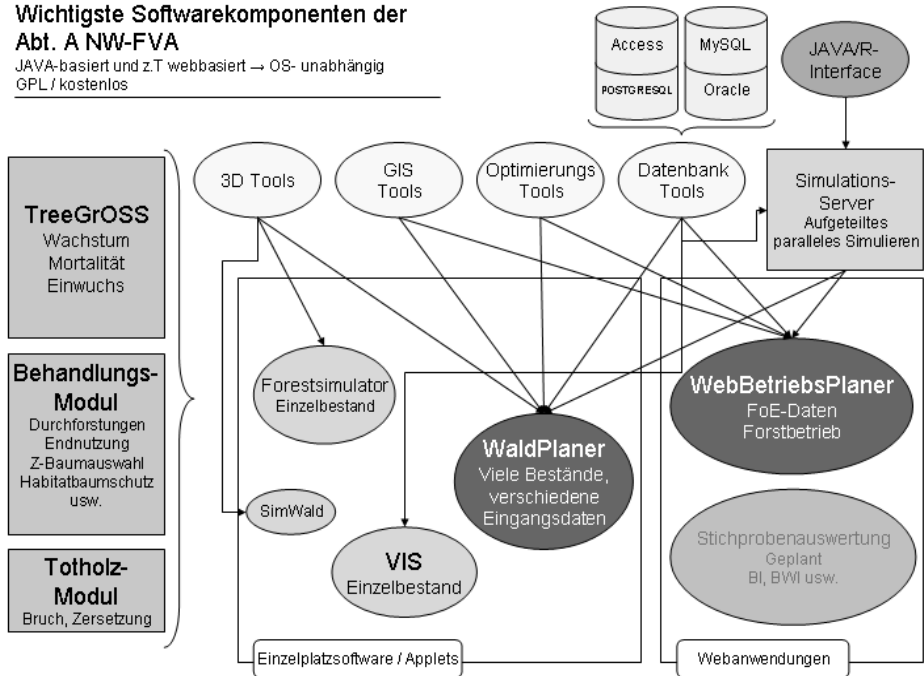 Wichtigste Softwarekomponenten der
Abt. A NW-FVA
JAVA-basiert und z.T webbasiert → OS- unabhängig
GPL / kostenlos
Access
MySQL
POSTGRESQL
Oracle
JAVA/R-
Interface
3D Tools
GIS
Tools
Optimierungs
Tools
Datenbank
Tools
Simulations-
Server
Aufgeteiltes
paralleles Simulieren
TreeGrOSS
Wachstum
Mortalität
Einwuchs
Behandlungs-
Modul
Durchforstungen
Endnutzung
Z-Baumauswahl
Habitatbaumschutz
usw.
Totholz-
Modul
Bruch, Zersetzung
Forestsimulator
Einzelbestand
SimWald
VIS
Einzelbestand
WaldPlaner
Viele Bestände,
verschiedene
Eingangsdaten
WebBetriebsPlaner
FoE-Daten
Forstbetrieb
Stichprobenauswertung
Geplant
BI, BWI usw.
Einzelplatzsoftware / Applets
Webanwendungen